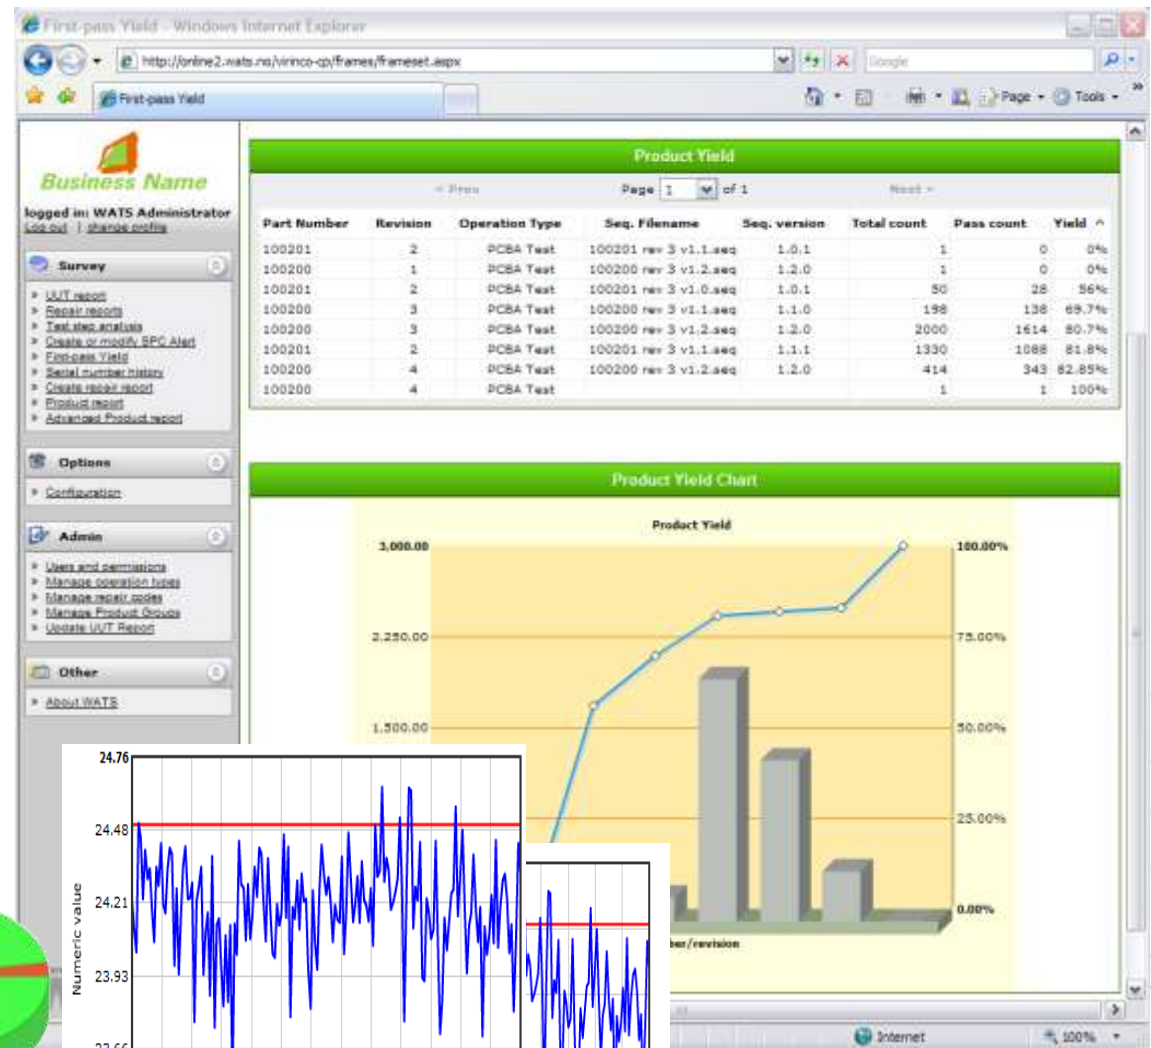 First-pass Yield - Windows Internet Explorer
http://online2.wats.no/virinco-cp/frames/frameset.aspx
Google
First-pass Yield
Page
Tools
Business Name
logged in: WATS Administrator
Log out | change profile
Survey
UUT report
Repair reports
Test step analysis
Create or modify SPC Alert
First-pass Yield
Serial number history
Create repair report
Product report
Advanced Product report
Options
Configuration
Admin
Users and permissions
Manage operation types
Manage repair codes
Manage Product Groups
Update UUT Report
Other
About WATS
Product Yield
< Prev Page 1 of 1 Next >
Part Number Revision Operation Type Seq. Filename Seq. version Total count Pass count Yield ^
100201 2 PCBA Test 100201 rev 3 v1.1.seq 1.0.1 1 0 0%
100200 1 PCBA Test 100200 rev 3 v1.2.seq 1.2.0 1 0 0%
100201 2 PCBA Test 100201 rev 3 v1.0.seq 1.0.1 50 28 56%
100200 3 PCBA Test 100200 rev 3 v1.1.seq 1.1.0 198 138 69.7%
100200 3 PCBA Test 100200 rev 3 v1.2.seq 1.2.0 2000 1614 80.7%
100201 2 PCBA Test 100201 rev 3 v1.1.seq 1.1.1 1330 1088 81.8%
100200 4 PCBA Test 100200 rev 3 v1.2.seq 1.2.0 414 343 82.85%
100200 4 PCBA Test 1 1 100%
Product Yield Chart
Product Yield
3,000.00
2,250.00
1,500.00
100.00%
75.00%
50.00%
25.00%
0.00%
ber/revision
24.76
24.48
24.21
23.93
23.66
Numeric value
Internet
100%